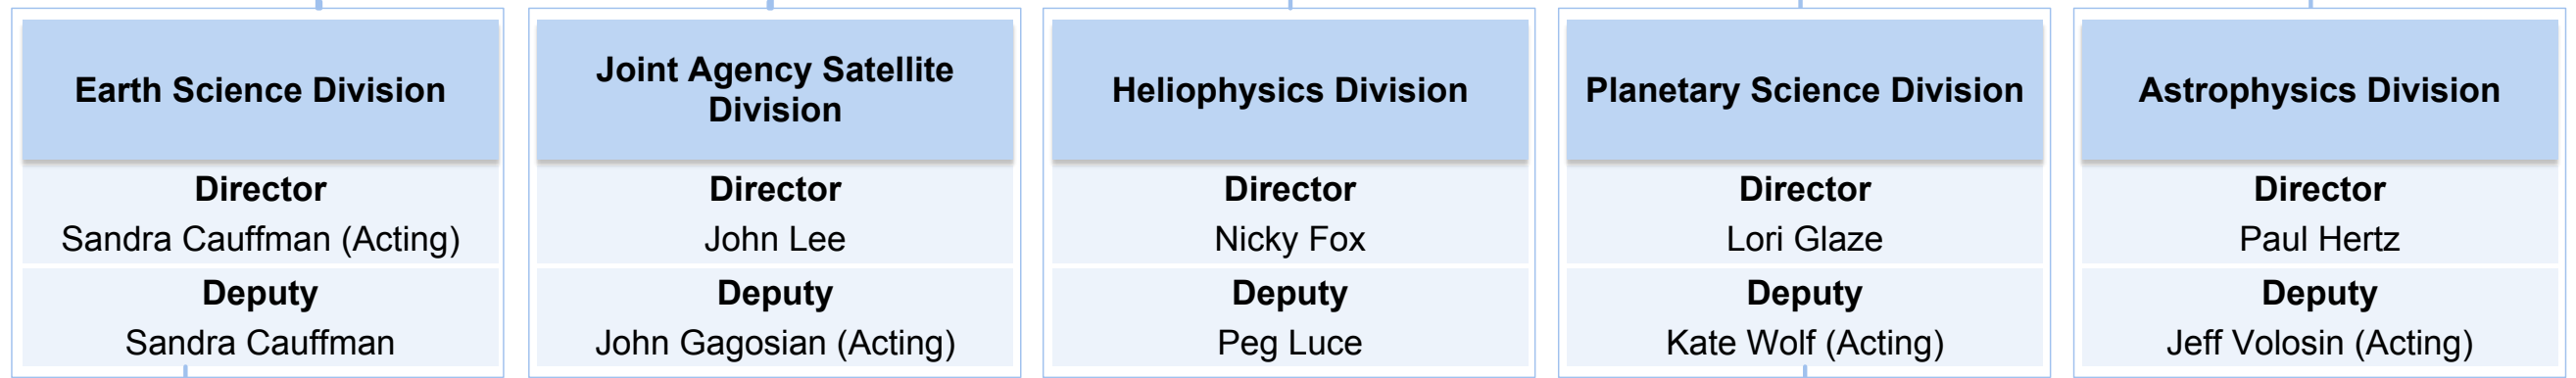 Earth Science Division
Director
Sandra Cauffman (Acting)
Deputy
Sandra Cauffman
Joint Agency Satellite
Division
Director
John Lee
Deputy
John Gagosian (Acting)
Heliophysics Division
Director
Nicky Fox
Deputy
Peg Luce
Planetary Science Division
Director
Lori Glaze
Deputy
Kate Wolf (Acting)
Astrophysics Division
Director
Paul Hertz
Deputy
Jeff Volosin (Acting)